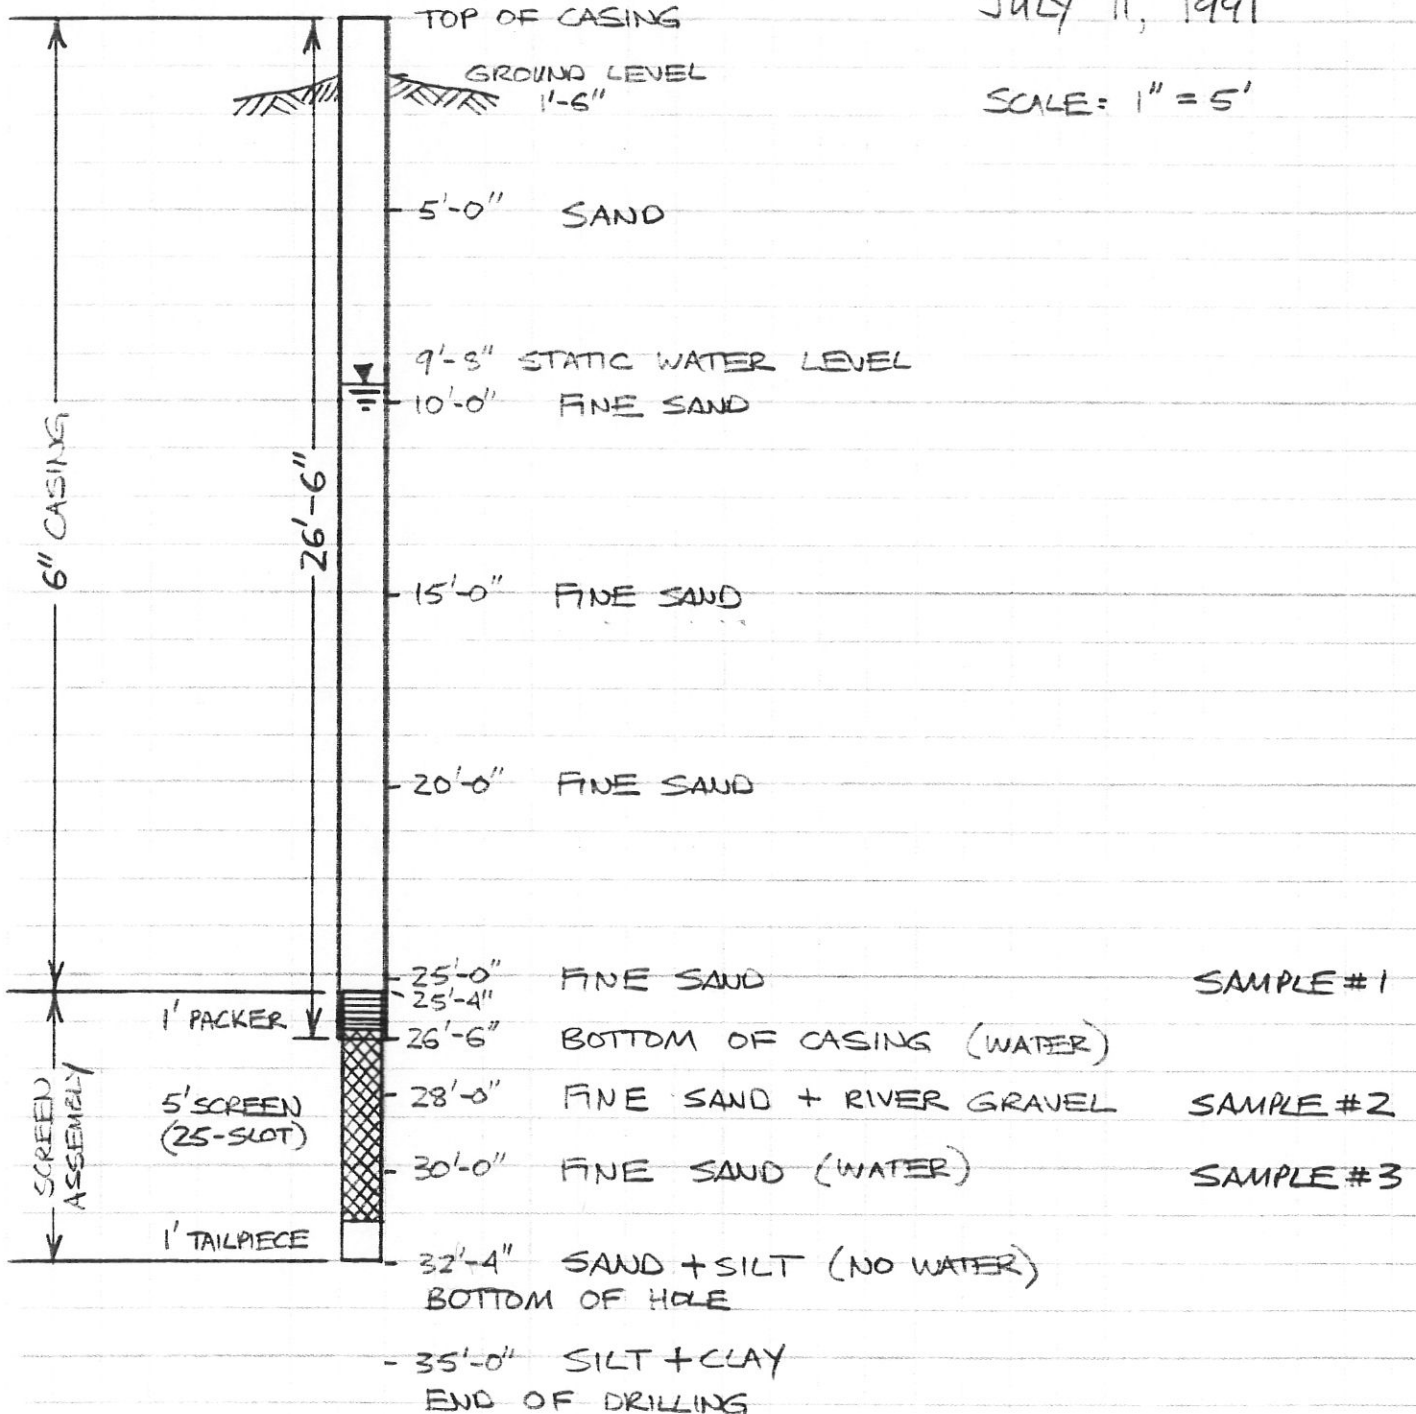 TOP OF CASING
JULY 11, 1991
GROUND LEVEL
1'-6"
SCALE: 1" = 5'
5'-0" SAND
9'-8" STATIC WATER LEVEL
10'-0" FINE SAND
6" CASING
26'-6"
15'-0" FINE SAND
20'-0" FINE SAND
25'-0" FINE SAND SAMPLE #1
25'-4"
1' PACKER
26'-6" BOTTOM OF CASING (WATER)
SCREEN
ASSEMBLY
5' SCREEN
(25-SLOT)
28'-0" FINE SAND + RIVER GRAVEL SAMPLE #2
30'-0" FINE SAND (WATER) SAMPLE #3
1' TAILPIECE
32'-4" SAND + SILT (NO WATER)
BOTTOM OF HOLE
35'-0" SILT + CLAY
END OF DRILLING